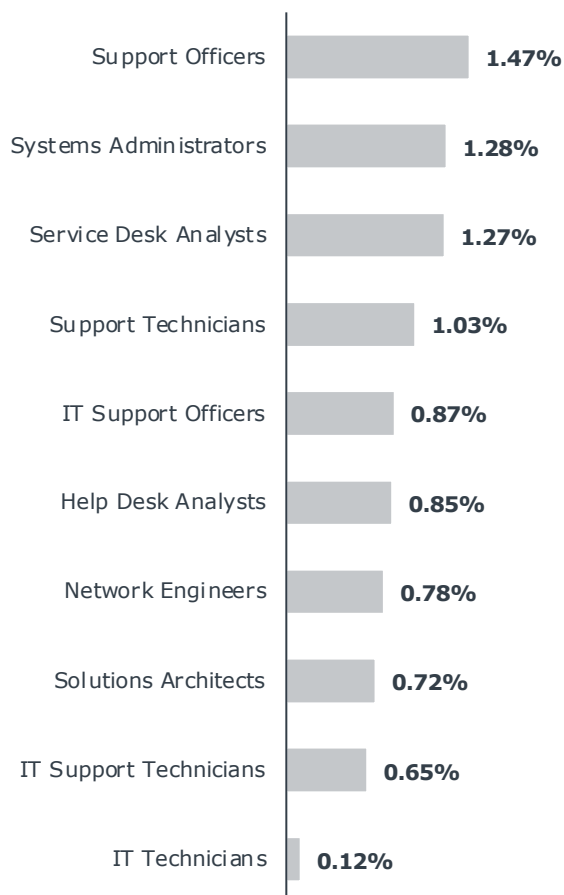 Support Officers 1.47%
Systems Administrators 1.28%
Service Desk Analysts 1.27%
Support Technicians 1.03%
IT Support Officers 0.87%
Help Desk Analysts 0.85%
Network Engineers 0.78%
Solutions Architects 0.72%
IT Support Technicians 0.65%
IT Technicians 0.12%